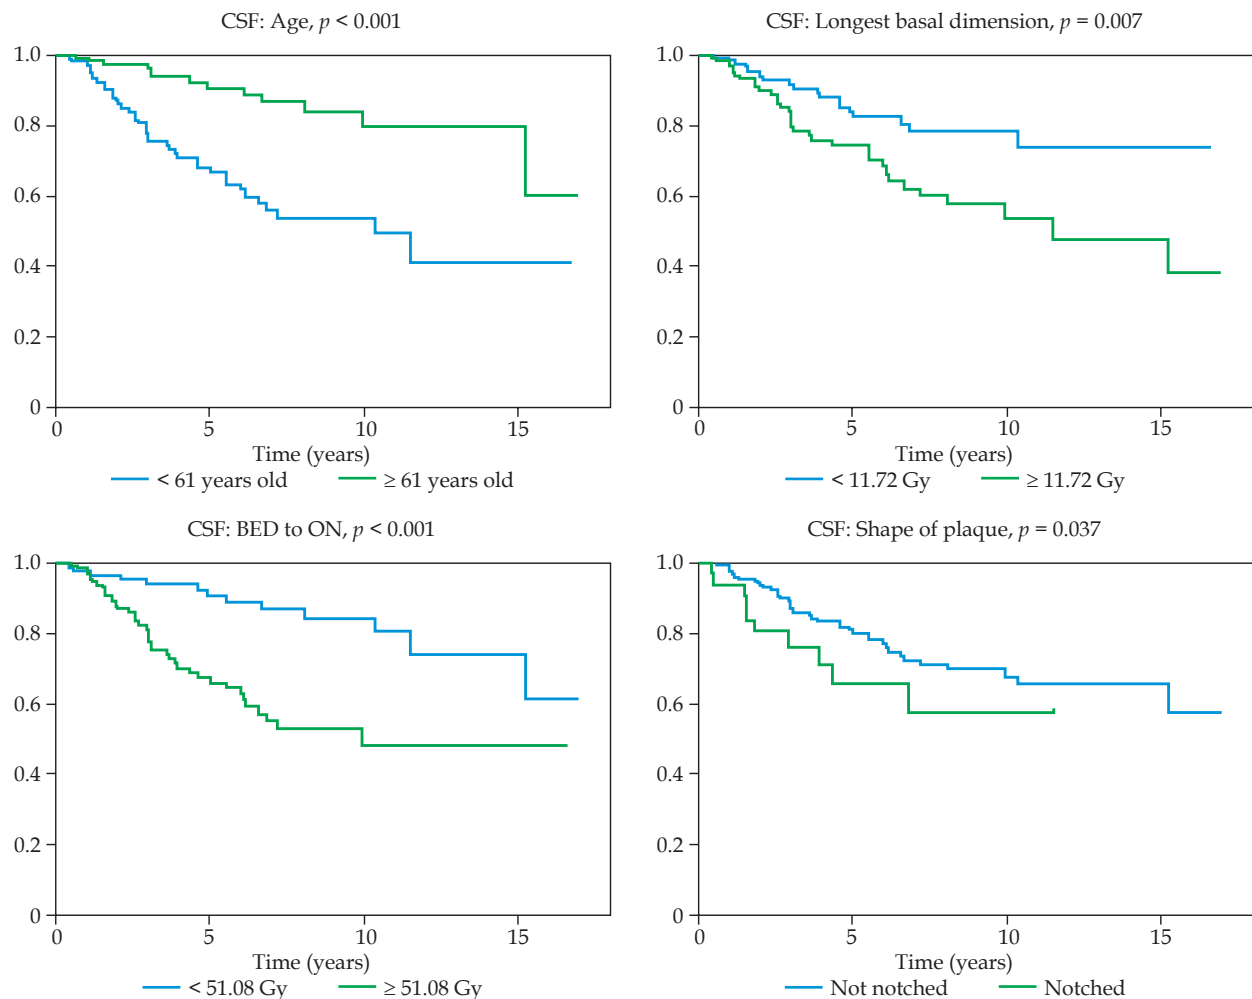 CSF: Age, p < 0.001
1.0
0.8
0.6
0.4
0.2
0
0 5 10 15
Time (years)
< 61 years old ≥ 61 years old
CSF: Longest basal dimension, p = 0.007
1.0
0.8
0.6
0.4
0.2
0
0 5 10 15
Time (years)
< 11.72 Gy ≥ 11.72 Gy
CSF: BED to ON, p < 0.001
1.0
0.8
0.6
0.4
0.2
0
0 5 10 15
Time (years)
< 51.08 Gy ≥ 51.08 Gy
CSF: Shape of plaque, p = 0.037
1.0
0.8
0.6
0.4
0.2
0
0 5 10 15
Time (years)
Not notched Notched